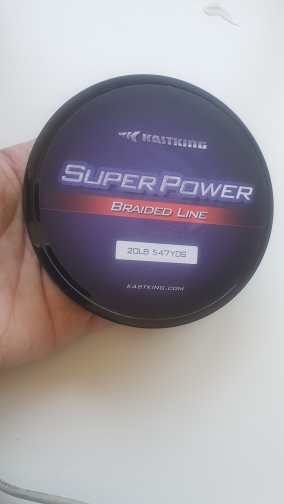 KASTKING
SUPER POWER
BRAIDED LINE
20LB 547YDS
KASTKING.COM